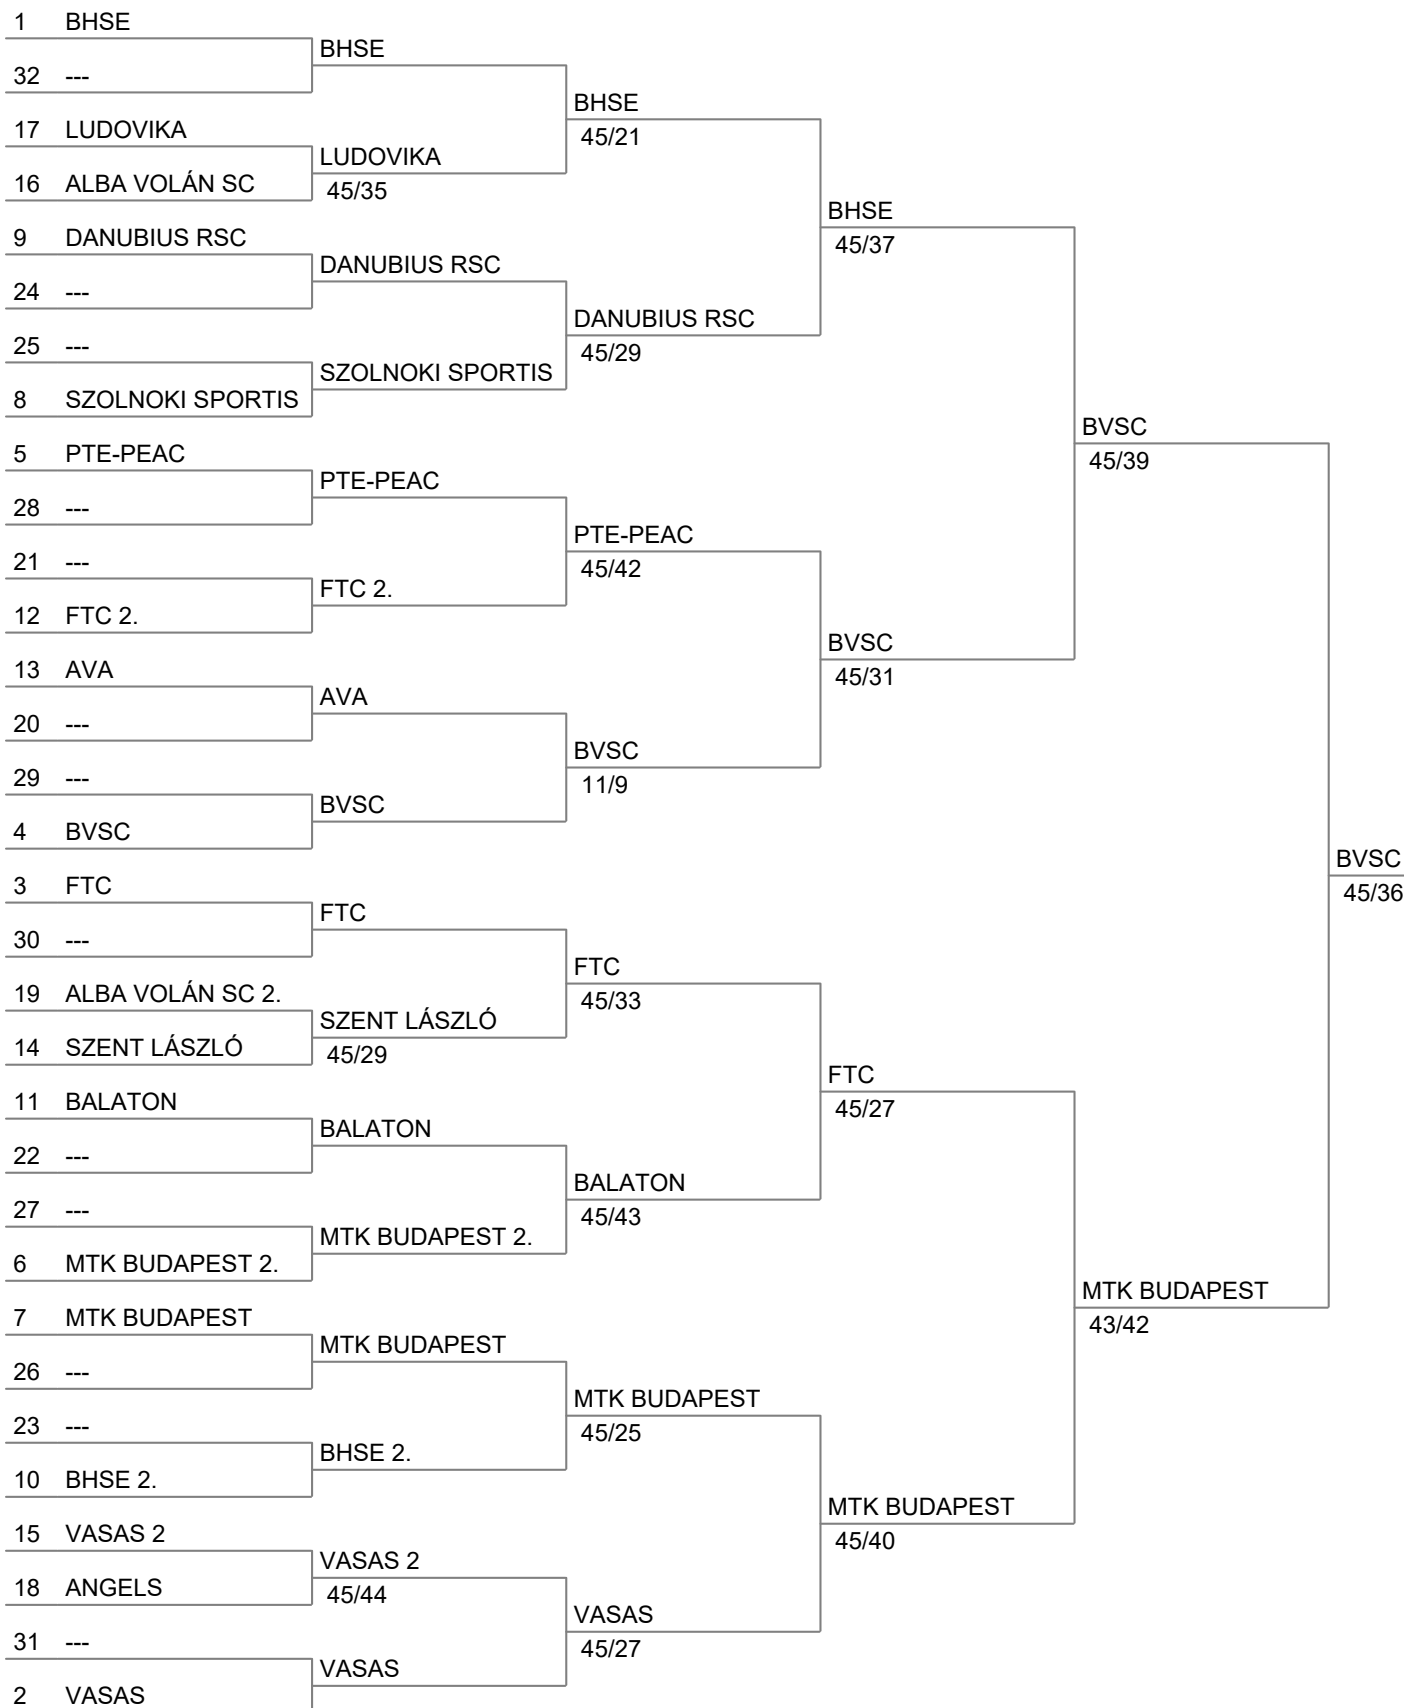 1 BHSE
32 ---
17 LUDOVIKA
16 ALBA VOLÁN SC
9 DANUBIUS RSC
24 ---
25 ---
8 SZOLNOKI SPORTIS
5 PTE-PEAC
28 ---
21 ---
12 FTC 2.
13 AVA
20 ---
29 ---
4 BVSC
3 FTC
30 ---
19 ALBA VOLÁN SC 2.
14 SZENT LÁSZLÓ
11 BALATON
22 ---
27 ---
6 MTK BUDAPEST 2.
7 MTK BUDAPEST
26 ---
23 ---
10 BHSE 2.
15 VASAS 2
18 ANGELS
31 ---
2 VASAS
BHSE
LUDOVIKA
45/35
DANUBIUS RSC
SZOLNOKI SPORTIS
PTE-PEAC
FTC 2.
AVA
BVSC
FTC
SZENT LÁSZLÓ
45/29
BALATON
MTK BUDAPEST 2.
MTK BUDAPEST
BHSE 2.
VASAS 2
45/44
VASAS
BHSE
45/21
DANUBIUS RSC
45/29
PTE-PEAC
45/42
BVSC
11/9
FTC
45/33
BALATON
45/43
MTK BUDAPEST
45/25
VASAS
45/27
BHSE
45/37
BVSC
45/31
FTC
45/27
MTK BUDAPEST
45/40
BVSC
45/39
MTK BUDAPEST
43/42
BVSC
45/36